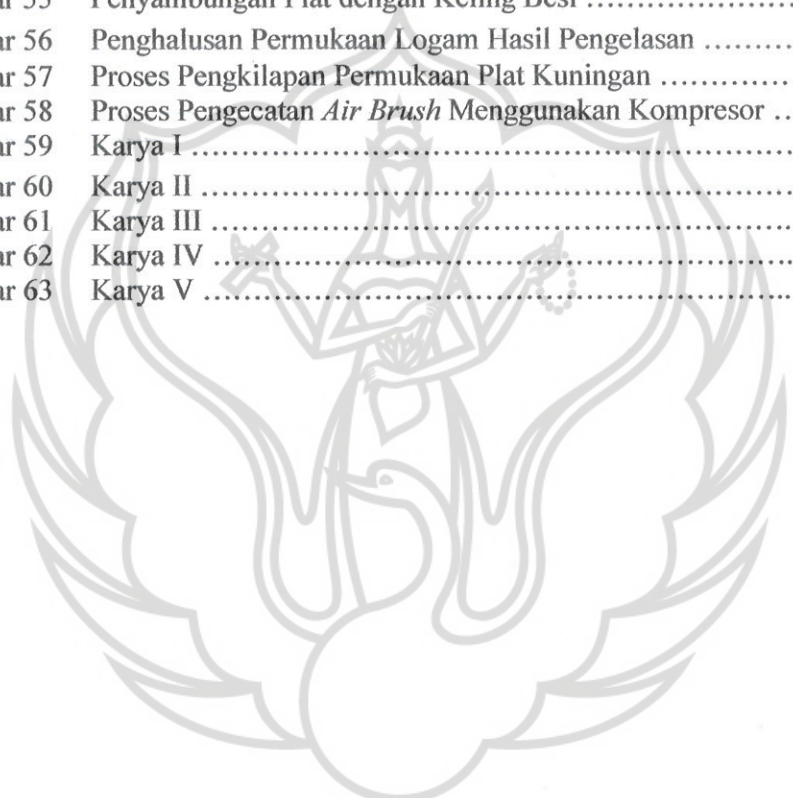 ar 55 Penyambungan Plat dengan Keling Besi ..........................
ar 56 Penghalusan Permukaan Logam Hasil Pengelasan .........
ar 57 Proses Pengkilapan Permukaan Plat Kuningan .............
ar 58 Proses Pengecatan Air Brush Menggunakan Kompresor ..
ar 59 Karya I ..................................................................
ar 60 Karya II .................................................................
ar 61 Karya III ................................................................
ar 62 Karya IV ................................................................
ar 63 Karya V .................................................................